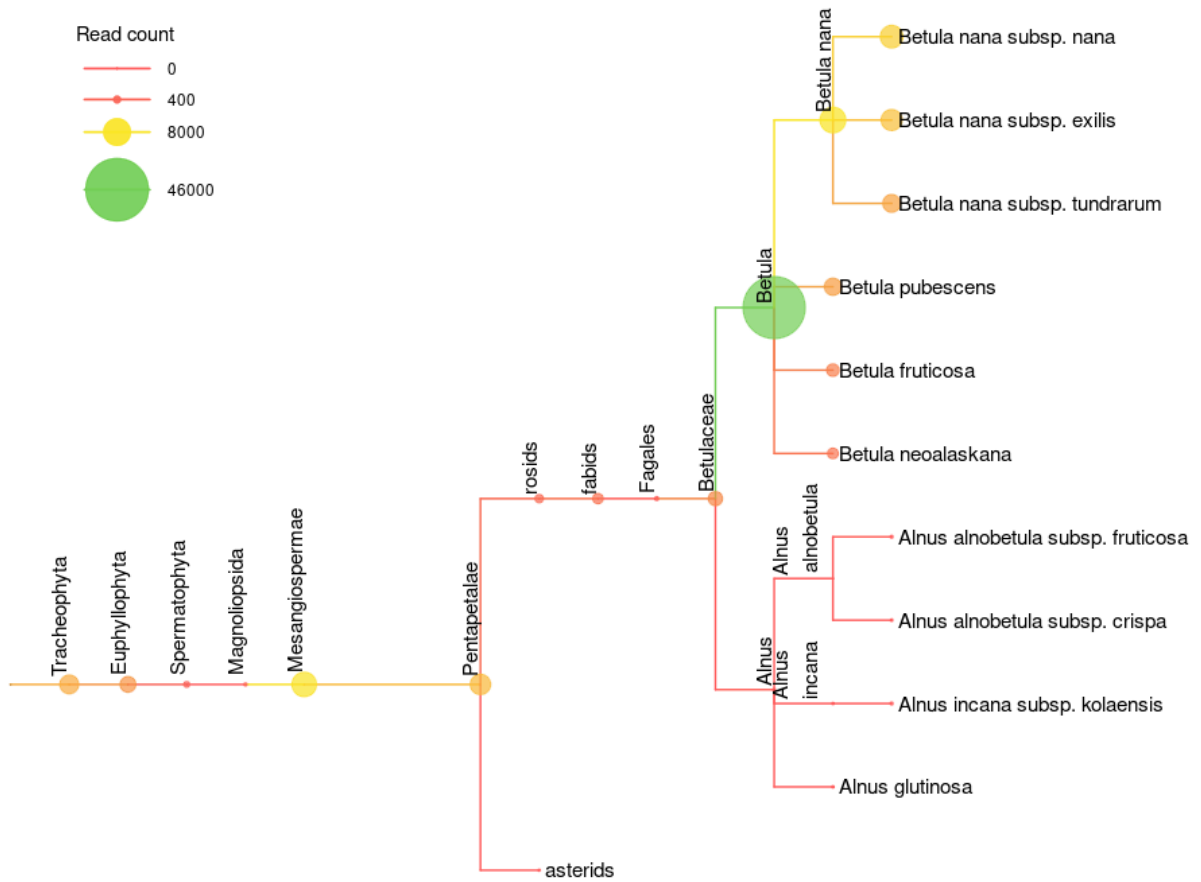 Read count
0
400
8000
46000
Betula nana
Betula nana subsp. nana
Betula nana subsp. exilis
Betula nana subsp. tundrarum
Betula
Betula pubescens
Betula fruticosa
Betula neoalaskana
rosids
fabids
Fagales
Betulaceae
Alnus
alnobetula
Alnus alnobetula subsp. fruticosa
Alnus alnobetula subsp. crispa
Tracheophyta
Euphyllophyta
Spermatophyta
Magnoliopsida
Mesangiospermae
Pentapetalae
Alnus
Alnus
incana
Alnus incana subsp. kolaensis
Alnus glutinosa
asterids